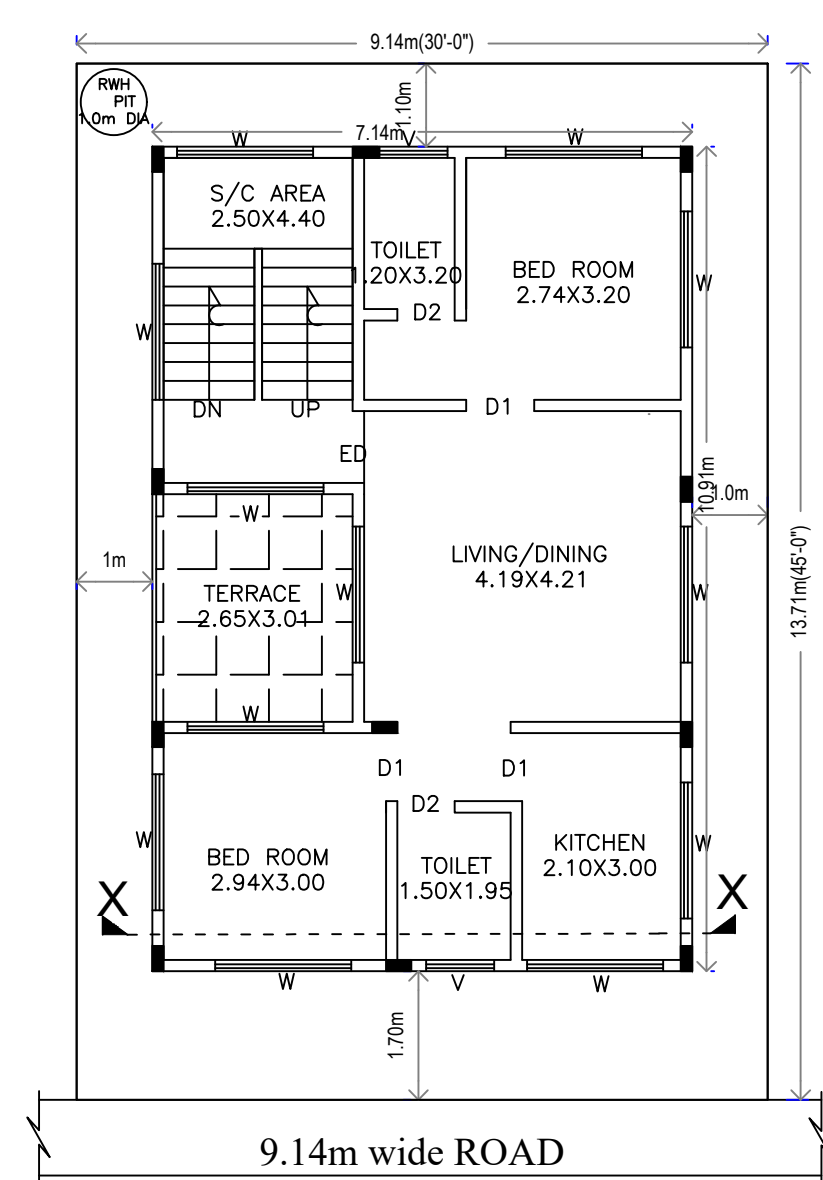 9.14m(30'-0")
RWH
PIT
1.0m DIA
1.10m
7.14m
V
W
W
S/C AREA
2.50X4.40
TOILET
1.20X3.20
BED ROOM
2.74X3.20
W
D2
W
DN
UP
D1
ED
10.91m
1.0m
W
1m
LIVING/DINING
4.19X4.21
13.71m(45'-0")
TERRACE
2.65X3.01
W
W
W
D1
D1
D2
W
W
BED ROOM
2.94X3.00
TOILET
1.50X1.95
KITCHEN
2.10X3.00
X
X
W
V
W
1.70m
9.14m wide ROAD